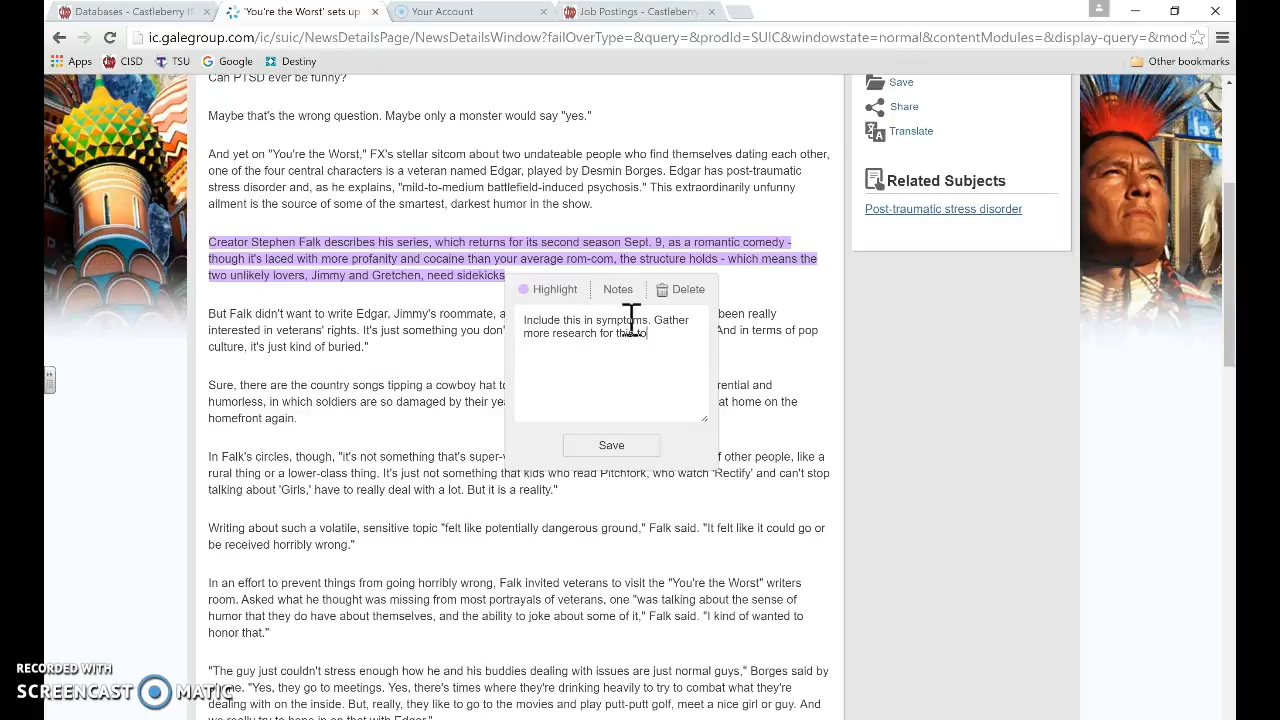 Databases - Castleberry IS
'You're the Worst' sets up
Your Account
Job Postings - Castleberry
ic.galegroup.com/ic/suic/NewsDetailsPage/NewsDetailsWindow?failOverType=&query=&prodId=SUIC&windowstate=normal&contentModules=&display-query=&mod
Apps CISD TSU Google Destiny Other bookmarks
Can PTSD ever be funny?
Maybe that's the wrong question. Maybe only a monster would say "yes."
And yet on "You're the Worst," FX's stellar sitcom about two undateable people who find themselves dating each other,
one of the four central characters is a veteran named Edgar, played by Desmin Borges. Edgar has post-traumatic
stress disorder and, as he explains, "mild-to-medium battlefield-induced psychosis." This extraordinarily unfunny
ailment is the source of some of the smartest, darkest humor in the show.
Creator Stephen Falk describes his series, which returns for its second season Sept. 9, as a romantic comedy -
though it's laced with more profanity and cocaine than your average rom-com, the structure holds - which means the
two unlikely lovers, Jimmy and Gretchen, need sidekicks
But Falk didn't want to write Edgar, Jimmy's roommate, a been really
interested in veterans' rights. It's just something you don' And in terms of pop
culture, it's just kind of buried."
Sure, there are the country songs tipping a cowboy hat to rential and
humorless, in which soldiers are so damaged by their yea at home on the
homefront again.
In Falk's circles, though, "it's not something that's super-v f other people, like a
rural thing or a lower-class thing. It's just not something that kids who read Pitchfork, who watch 'Rectify' and can't stop
talking about 'Girls,' have to really deal with a lot. But it is a reality."
Writing about such a volatile, sensitive topic "felt like potentially dangerous ground," Falk said. "It felt like it could go or
be received horribly wrong."
In an effort to prevent things from going horribly wrong, Falk invited veterans to visit the "You're the Worst" writers
room. Asked what he thought was missing from most portrayals of veterans, one "was talking about the sense of
humor that they do have about themselves, and the ability to joke about some of it," Falk said. "I kind of wanted to
honor that."
"The guy just couldn't stress enough how he and his buddies dealing with issues are just normal guys," Borges said by
"Yes, they go to meetings. Yes, there's times where they're drinking heavily to try to combat what they're
dealing with on the inside. But, really, they like to go to the movies and play putt-putt golf, meet a nice girl or guy. And
we really try to hone in on that with Edgar."
Highlight Notes Delete
Include this in symptoms. Gather
more research for this to
Save
Save
Share
Translate
Related Subjects
Post-traumatic stress disorder
RECORDED WITH
SCREENCAST MATIC